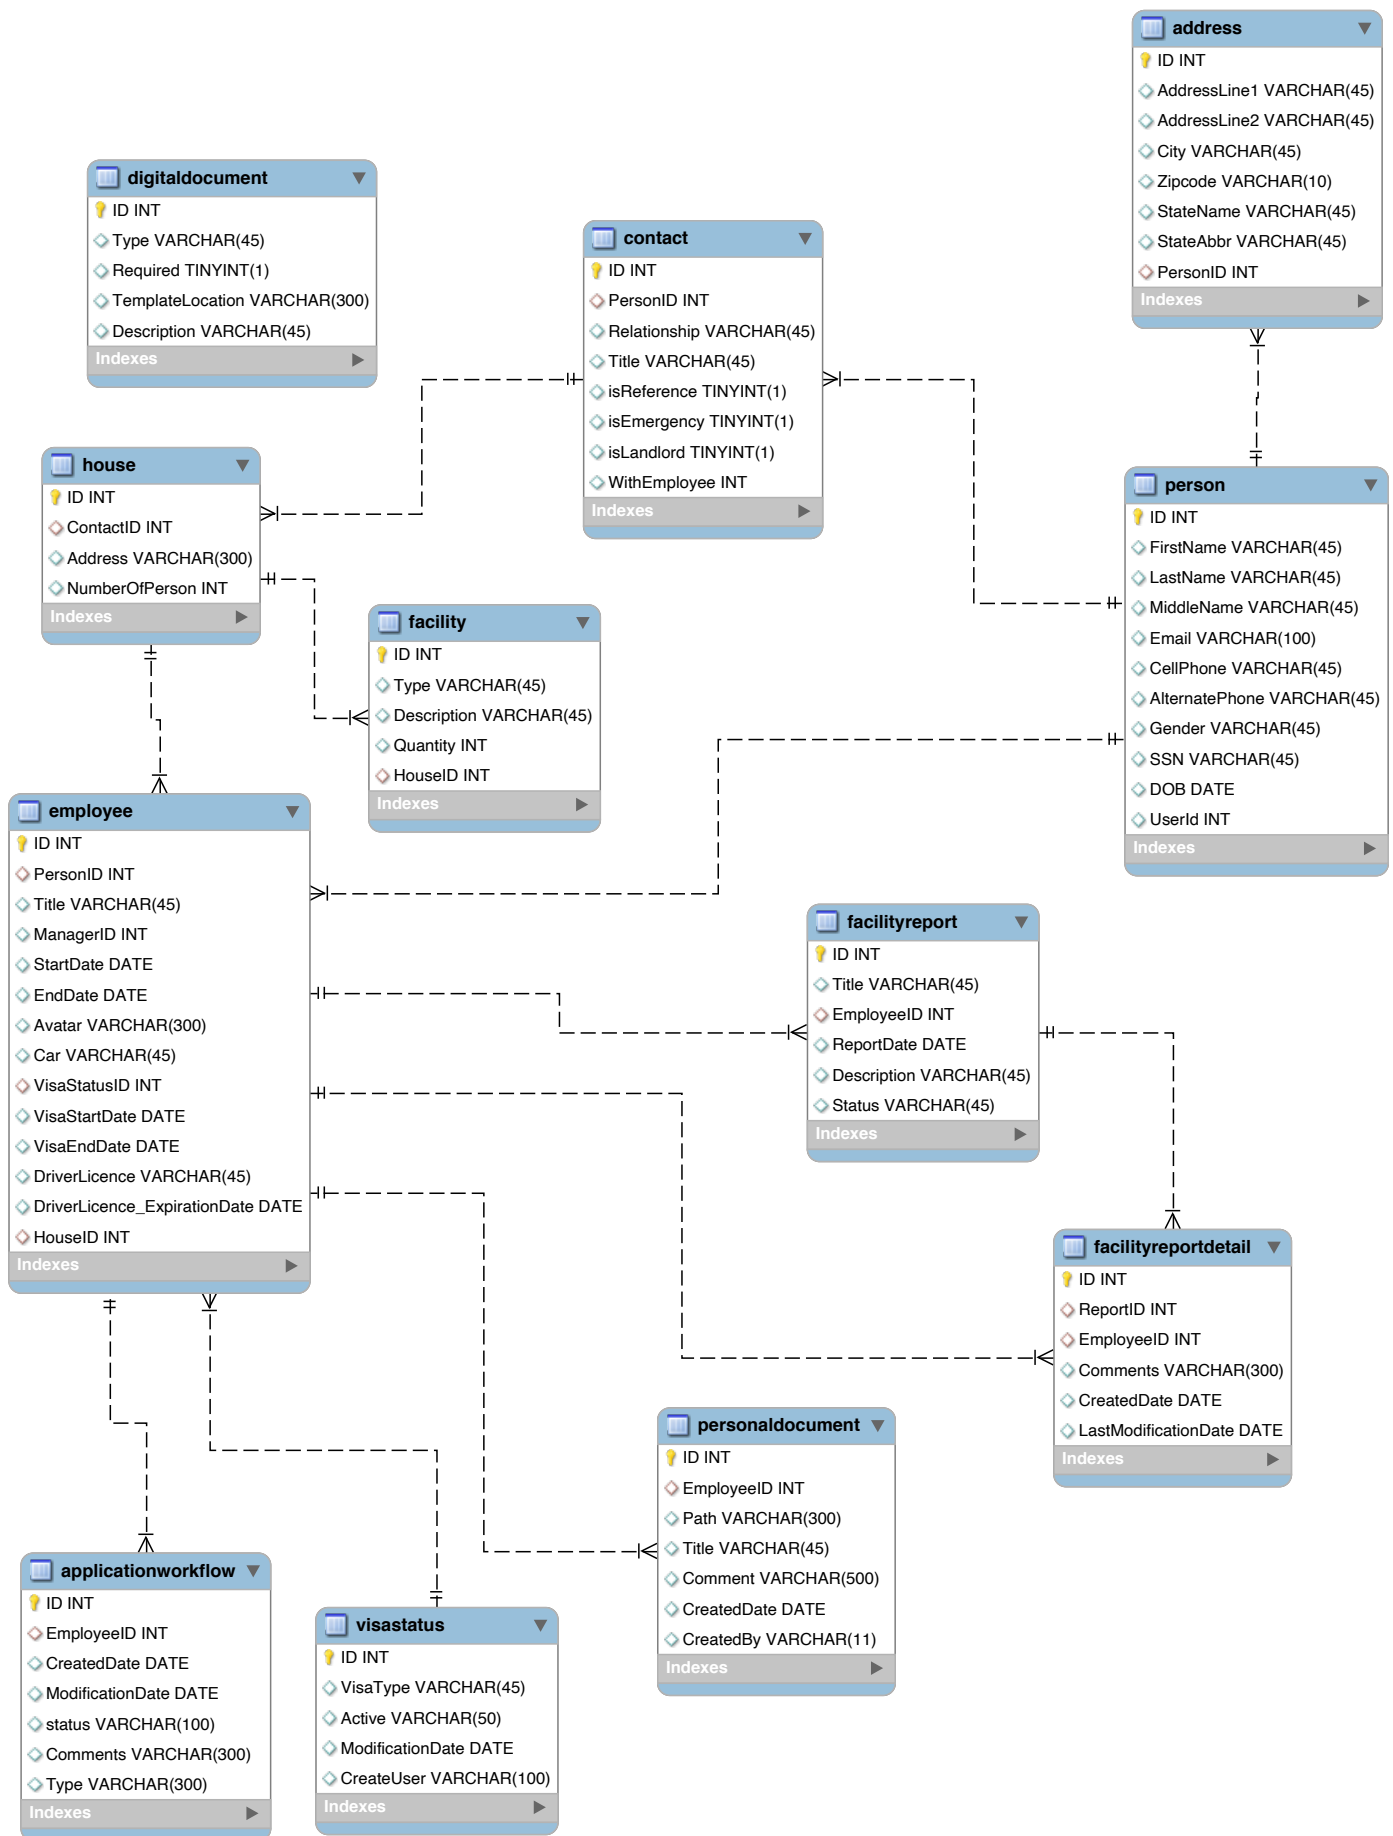 address
ID INT
AddressLine1 VARCHAR(45)
AddressLine2 VARCHAR(45)
City VARCHAR(45)
Zipcode VARCHAR(10)
StateName VARCHAR(45)
StateAbbr VARCHAR(45)
PersonID INT
Indexes
digitaldocument
ID INT
Type VARCHAR(45)
Required TINYINT(1)
TemplateLocation VARCHAR(300)
Description VARCHAR(45)
Indexes
contact
ID INT
PersonID INT
Relationship VARCHAR(45)
Title VARCHAR(45)
isReference TINYINT(1)
isEmergency TINYINT(1)
isLandlord TINYINT(1)
WithEmployee INT
Indexes
house
ID INT
ContactID INT
Address VARCHAR(300)
NumberOfPerson INT
Indexes
person
ID INT
FirstName VARCHAR(45)
LastName VARCHAR(45)
MiddleName VARCHAR(45)
Email VARCHAR(100)
CellPhone VARCHAR(45)
AlternatePhone VARCHAR(45)
Gender VARCHAR(45)
SSN VARCHAR(45)
DOB DATE
UserId INT
Indexes
facility
ID INT
Type VARCHAR(45)
Description VARCHAR(45)
Quantity INT
HouseID INT
Indexes
employee
ID INT
PersonID INT
Title VARCHAR(45)
ManagerID INT
StartDate DATE
EndDate DATE
Avatar VARCHAR(300)
Car VARCHAR(45)
VisaStatusID INT
VisaStartDate DATE
VisaEndDate DATE
DriverLicence VARCHAR(45)
DriverLicence_ExpirationDate DATE
HouseID INT
Indexes
facilityreport
ID INT
Title VARCHAR(45)
EmployeeID INT
ReportDate DATE
Description VARCHAR(45)
Status VARCHAR(45)
Indexes
facilityreportdetail
ID INT
ReportID INT
EmployeeID INT
Comments VARCHAR(300)
CreatedDate DATE
LastModificationDate DATE
Indexes
personaldocument
ID INT
EmployeeID INT
Path VARCHAR(300)
Title VARCHAR(45)
Comment VARCHAR(500)
CreatedDate DATE
CreatedBy VARCHAR(11)
Indexes
applicationworkflow
ID INT
EmployeeID INT
CreatedDate DATE
ModificationDate DATE
status VARCHAR(100)
Comments VARCHAR(300)
Type VARCHAR(300)
Indexes
visastatus
ID INT
VisaType VARCHAR(45)
Active VARCHAR(50)
ModificationDate DATE
CreateUser VARCHAR(100)
Indexes